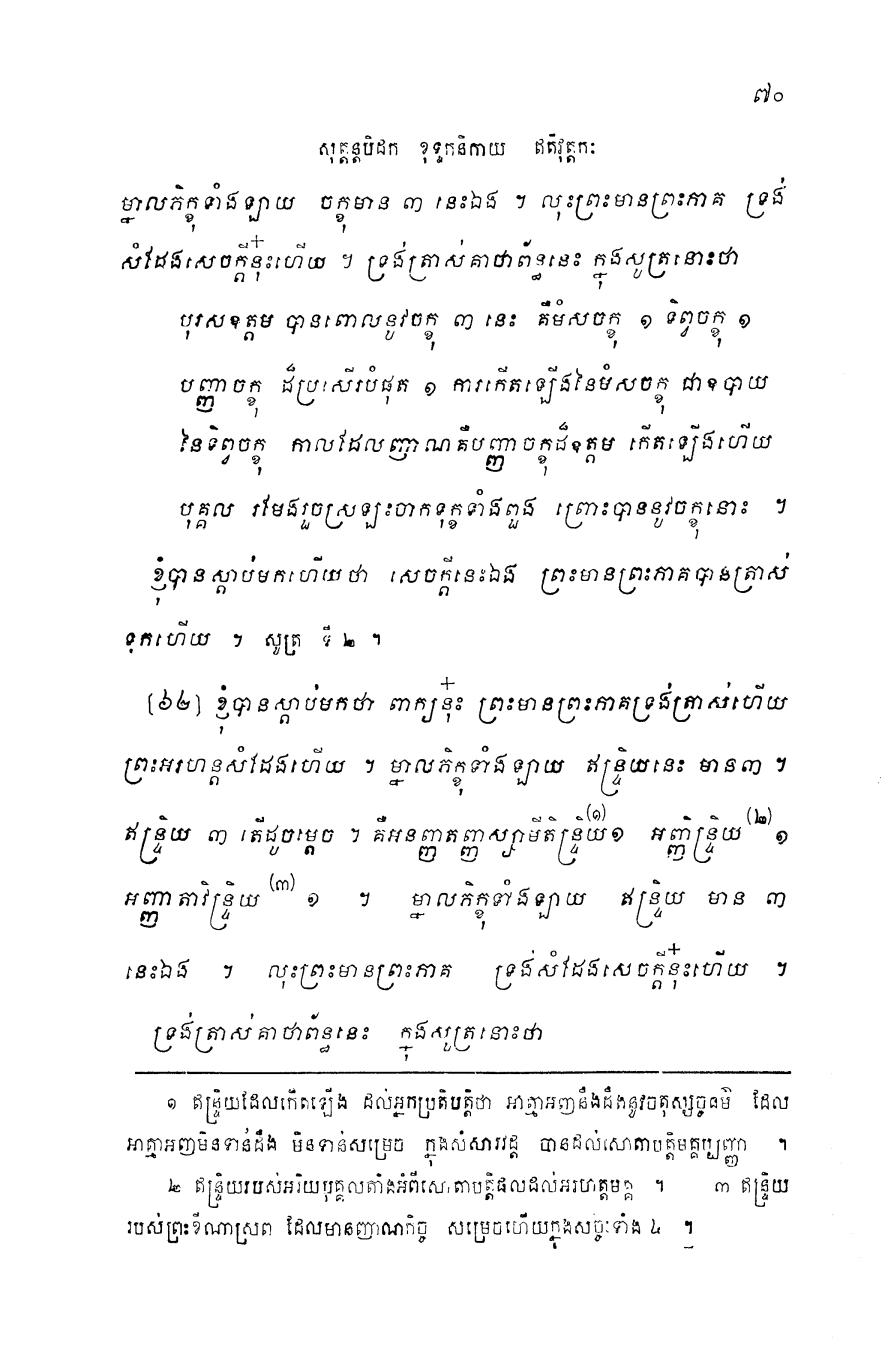 ៧០
សុត្តន្តបិដក ខុទ្ទកនិកាយ ឥតិវុត្តកៈ
ម្នាលភិក្ខុទាំងឡាយ ចក្ខុមាន ៣ នេះឯង ។ លុះព្រះមានព្រះភាគ ទ្រង់
សំដែងសេចក្តីនុ៎ះហើយ ។ ទ្រង់ត្រាស់គាថាព័ន្ធនេះ ក្នុងសូត្រនោះថា
បុរសឧត្តម បានពោលនូវចក្ខុ ៣ នេះ គឺមំសចក្ខុ ១ ទិព្វចក្ខុ ១
បញ្ញាចក្ខុ ដ៏ប្រសើរបំផុត ១ ការកើតឡើងនៃមំសចក្ខុ ជាឧបាយ
នៃទិព្វចក្ខុ កាលដែលញាណគឺបញ្ញាចក្ខុដ៏ឧត្តម កើតឡើងហើយ
បុគ្គល រមែងរួចស្រឡះចាកទុក្ខទាំងពួង ព្រោះបាននូវចក្ខុនោះ ។
ខ្ញុំបានស្តាប់មកហើយថា សេចក្តីនេះឯង ព្រះមានព្រះភាគបានត្រាស់
ទុកហើយ ។ សូត្រ ទី ២ ។
(៦២) ខ្ញុំបានស្តាប់មកថា ពាក្យនុ៎ះ ព្រះមានព្រះភាគទ្រង់ត្រាស់ហើយ
ព្រះអរហន្តសំដែងហើយ ។ ម្នាលភិក្ខុទាំងឡាយ ឥន្ទ្រិយនេះ មាន៣ ។
ឥន្ទ្រិយ ៣ តើដូចម្តេច ។ គឺអនញ្ញតញ្ញស្សាមីតិន្ទ្រិយ(១)១ អញ្ញិន្ទ្រិយ(២)១
អញ្ញាតាវិន្ទ្រិយ(៣) ១ ។ ម្នាលភិក្ខុទាំងឡាយ ឥន្ទ្រិយ មាន ៣
នេះឯង ។ លុះព្រះមានព្រះភាគ ទ្រង់សំដែងសេចក្តីនុ៎ះហើយ ។
ទ្រង់ត្រាស់គាថាព័ន្ធនេះ ក្នុងសូត្រនោះថា
១ ឥន្ទ្រិយដែលកើតឡើង ដល់អ្នកប្រតិបត្តិថា អាត្មាអញនឹងដឹងនូវចតុស្សច្ចធម៌ ដែល
អាត្មាអញមិនទាន់ដឹង មិនទាន់សម្រេច ក្នុងសំសារវដ្ត បានដល់សោតាបត្តិមគ្គប្បញ្ញា ។
២ ឥន្ទ្រិយរបស់អរិយបុគ្គលតាំងអំពីសោតាបត្តិផលដល់អរហត្តមគ្គ ។ ៣ ឥន្ទ្រិយ
របស់ព្រះខីណាស្រព ដែលមានញាណកិច្ច សម្រេចហើយក្នុងសច្ចៈទាំង ៤ ។